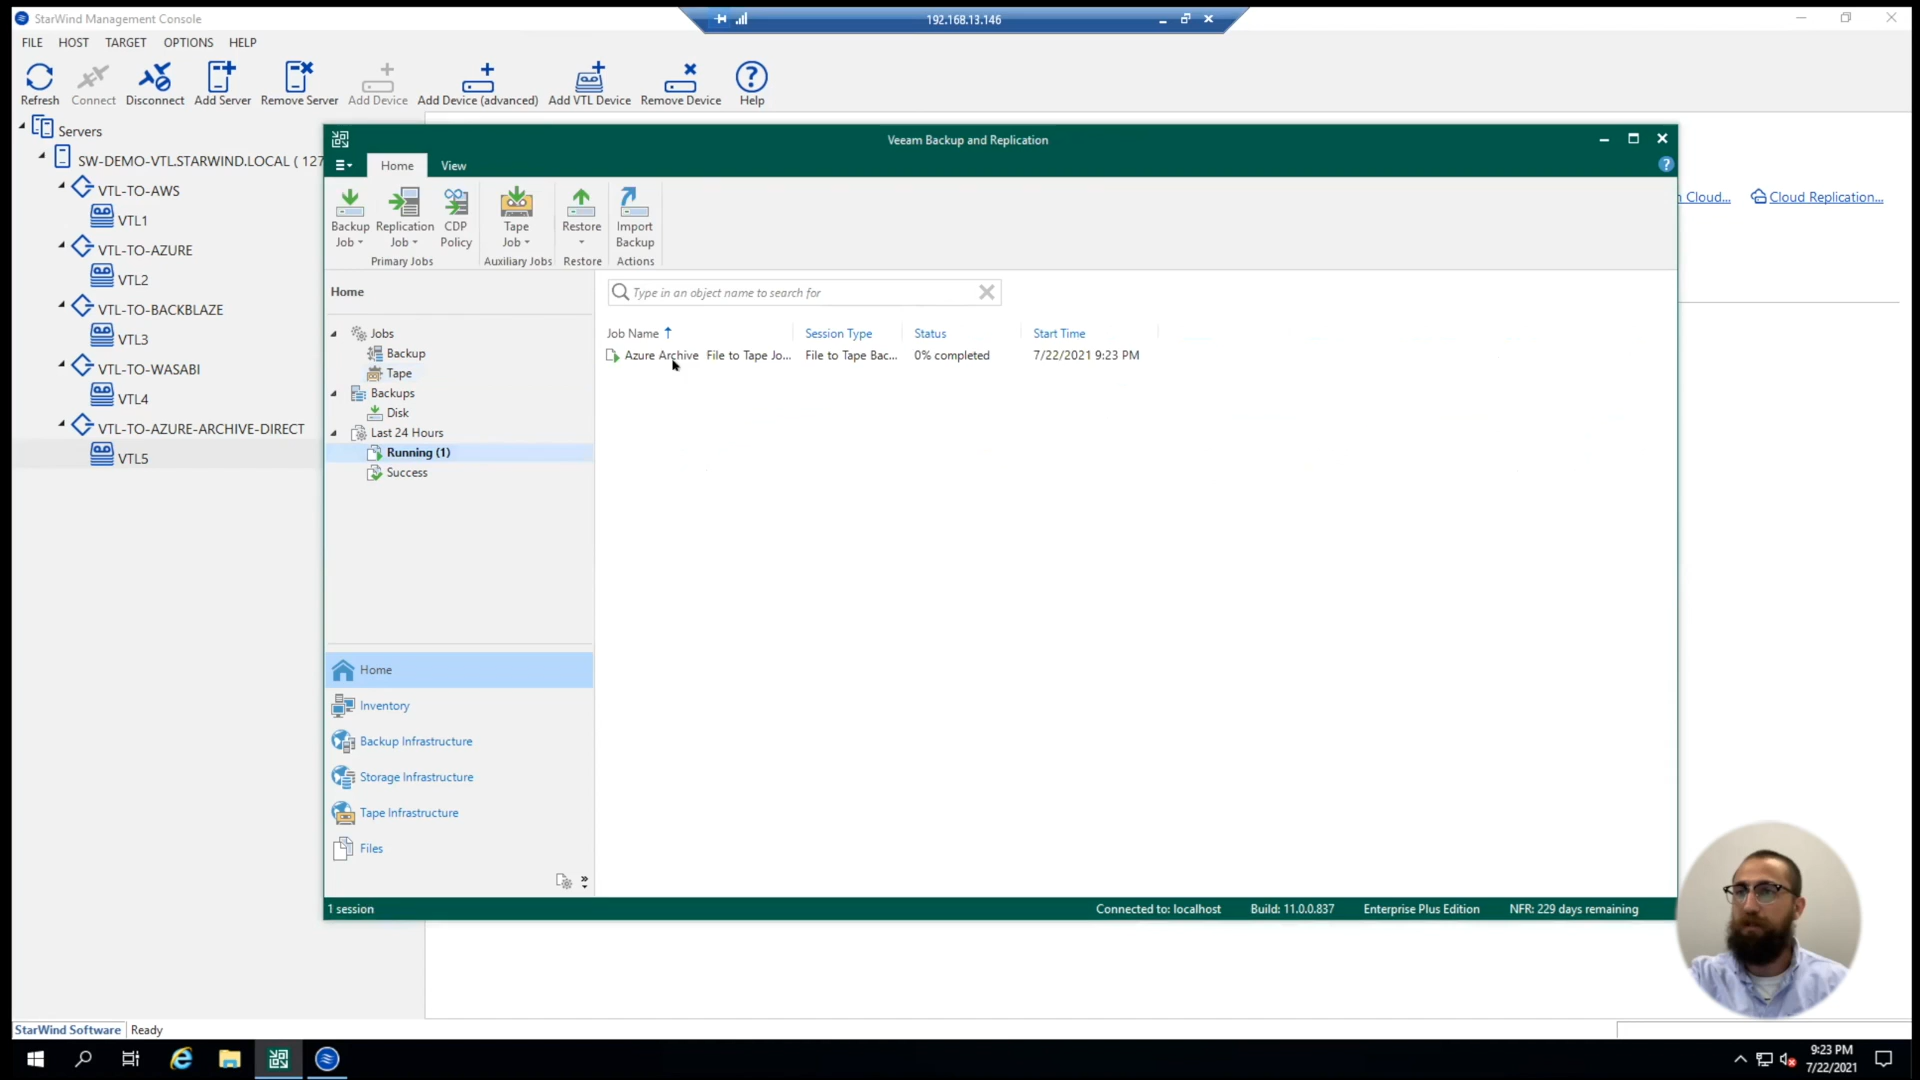 StarWind Management Console
192.168.13.146
FILE HOST TARGET OPTIONS HELP
Refresh Connect Disconnect Add Server Remove Server Add Device Add Device (advanced) Add VTL Device Remove Device Help
Servers
SW-DEMO-VTL.STARWIND.LOCAL ( 127
VTL-TO-AWS
VTL1
VTL-TO-AZURE
VTL2
VTL-TO-BACKBLAZE
VTL3
VTL-TO-WASABI
VTL4
VTL-TO-AZURE-ARCHIVE-DIRECT
VTL5
Cloud... Cloud Replication...
Veeam Backup and Replication
Home View
Backup Job
Replication Job
CDP Policy
Tape Job
Restore
Import Backup
Primary Jobs Auxiliary Jobs Restore Actions
Home
Jobs
Backup
Tape
Backups
Disk
Last 24 Hours
Running (1)
Success
Type in an object name to search for
Job Name Session Type Status Start Time
Azure Archive File to Tape Jo... File to Tape Bac... 0% completed 7/22/2021 9:23 PM
Home
Inventory
Backup Infrastructure
Storage Infrastructure
Tape Infrastructure
Files
1 session Connected to: localhost Build: 11.0.0.837 Enterprise Plus Edition NFR: 229 days remaining
StarWind Software Ready
9:23 PM
7/22/2021